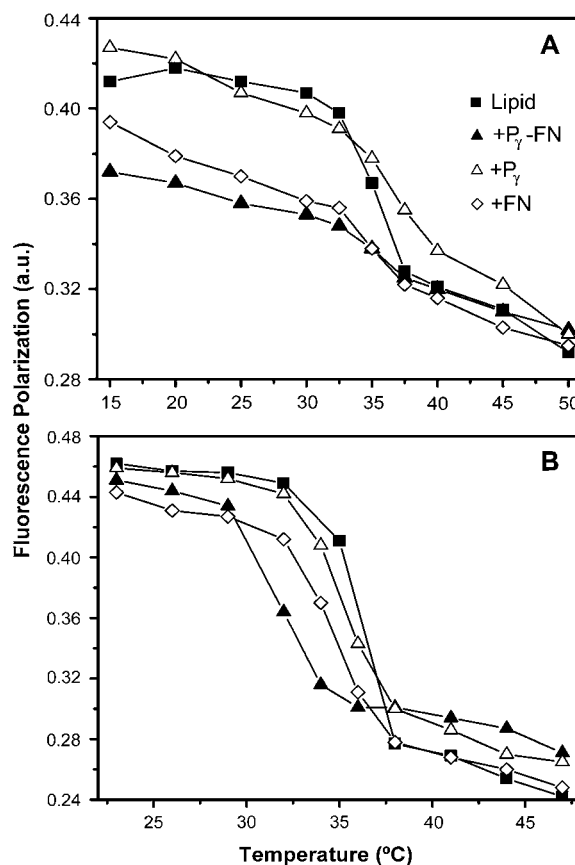 A
0.44
0.40
0.36
0.32
0.28
Lipid
+Pγ-FN
+Pγ
+FN
15 20 25 30 35 40 45 50
Fluorescence Polarization (a.u.)
B
0.48
0.44
0.40
0.36
0.32
0.28
0.24
25 30 35 40 45
Temperature (ºC)